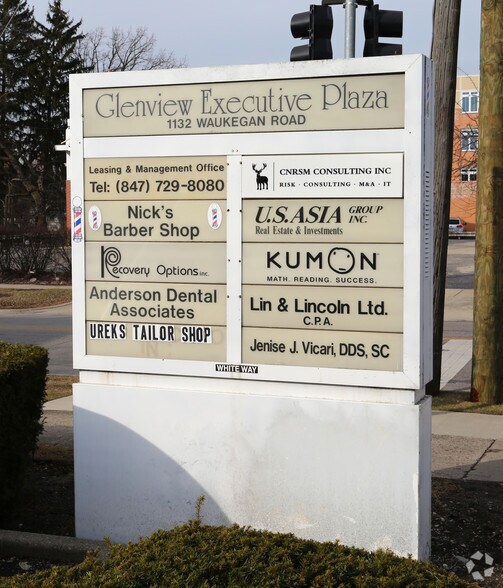 Glenview Executive Plaza
1132 WAUKEGAN ROAD
Leasing & Management Office
Tel: (847) 729-8080
Nick's
Barber Shop
Recovery Options inc.
Anderson Dental
Associates
UREKS TAILOR SHOP
CNRSM CONSULTING INC
RISK - CONSULTING - M&A - IT
U.S.ASIA GROUP INC.
Real Estate & Investments
KUMON
MATH. READING. SUCCESS.
Lin & Lincoln Ltd.
C.P.A.
Jenise J. Vicari, DDS, SC
WHITE WAY